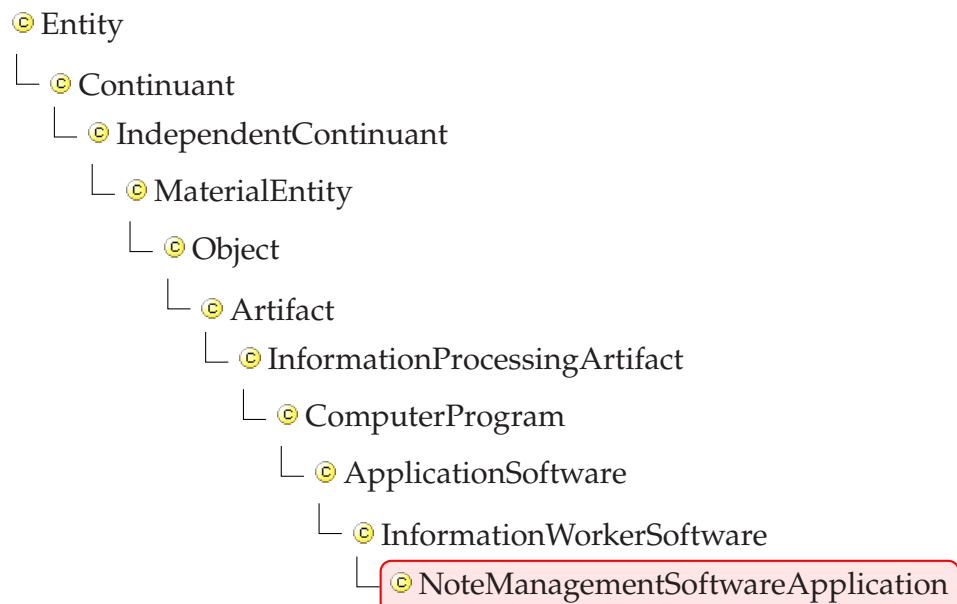 Entity
Continuant
IndependentContinuant
MaterialEntity
Object
Artifact
InformationProcessingArtifact
ComputerProgram
ApplicationSoftware
InformationWorkerSoftware
NoteManagementSoftwareApplication